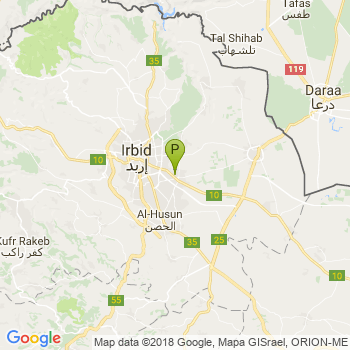 Tafas
طفس
Tal Shihab
تلشهاب
35
119
Daraa
درعا
Irbid
إربد
P
10
10
Al-Husun
الحصن
Kufr Rakeb
كفر راكب
35
25
10
55
Google
Map data ©2018 Google, Mapa GISrael, ORION-ME